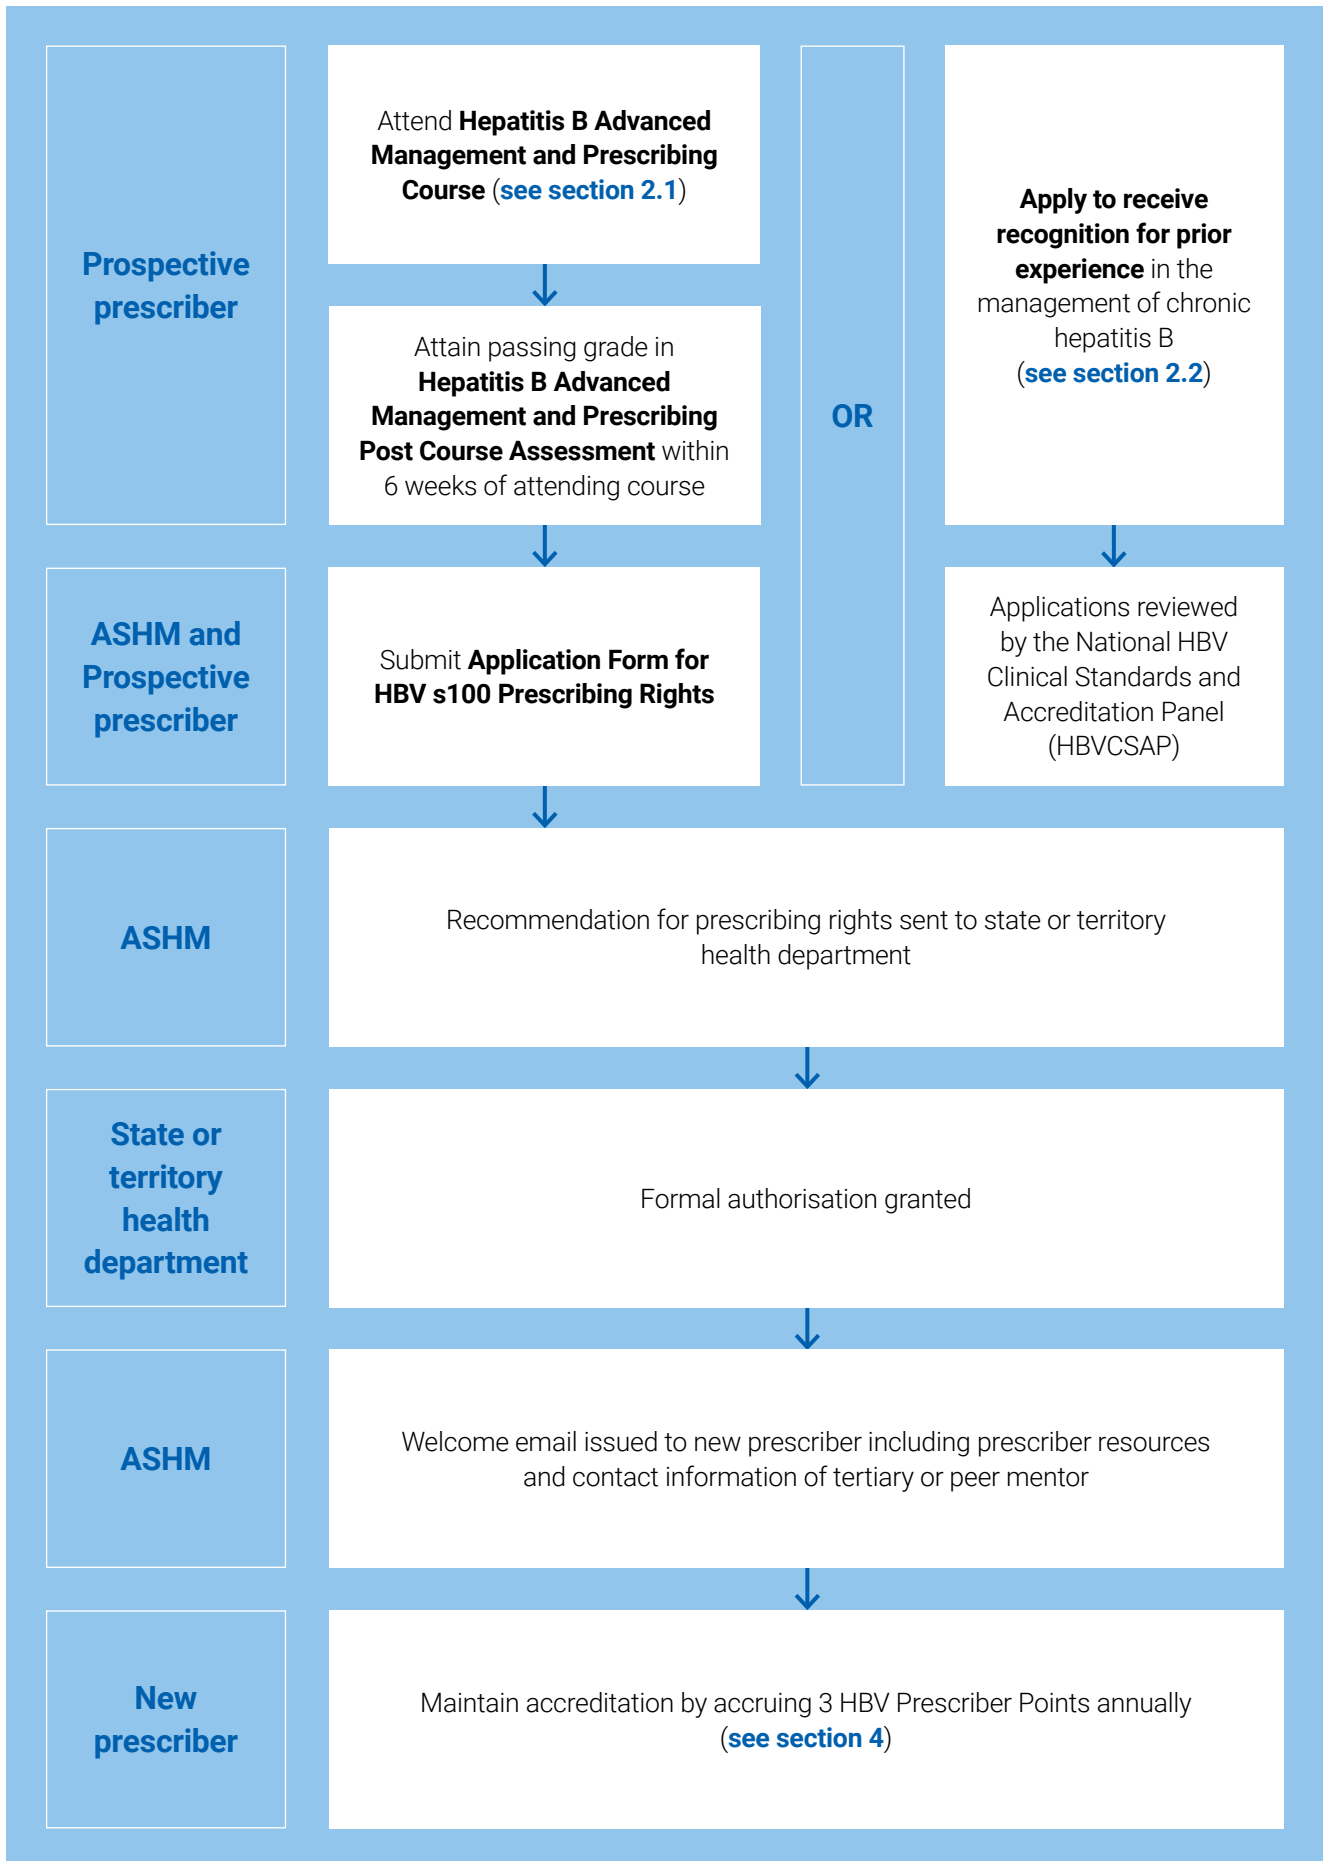 Prospective
prescriber
Attend Hepatitis B Advanced
Management and Prescribing
Course (see section 2.1)
Attain passing grade in
Hepatitis B Advanced
Management and Prescribing
Post Course Assessment within
6 weeks of attending course
OR
Apply to receive
recognition for prior
experience in the
management of chronic
hepatitis B
(see section 2.2)
ASHM and
Prospective
prescriber
Submit Application Form for
HBV s100 Prescribing Rights
Applications reviewed
by the National HBV
Clinical Standards and
Accreditation Panel
(HBVCSAP)
ASHM
Recommendation for prescribing rights sent to state or territory
health department
State or
territory
health
department
Formal authorisation granted
ASHM
Welcome email issued to new prescriber including prescriber resources
and contact information of tertiary or peer mentor
New
prescriber
Maintain accreditation by accruing 3 HBV Prescriber Points annually
(see section 4)